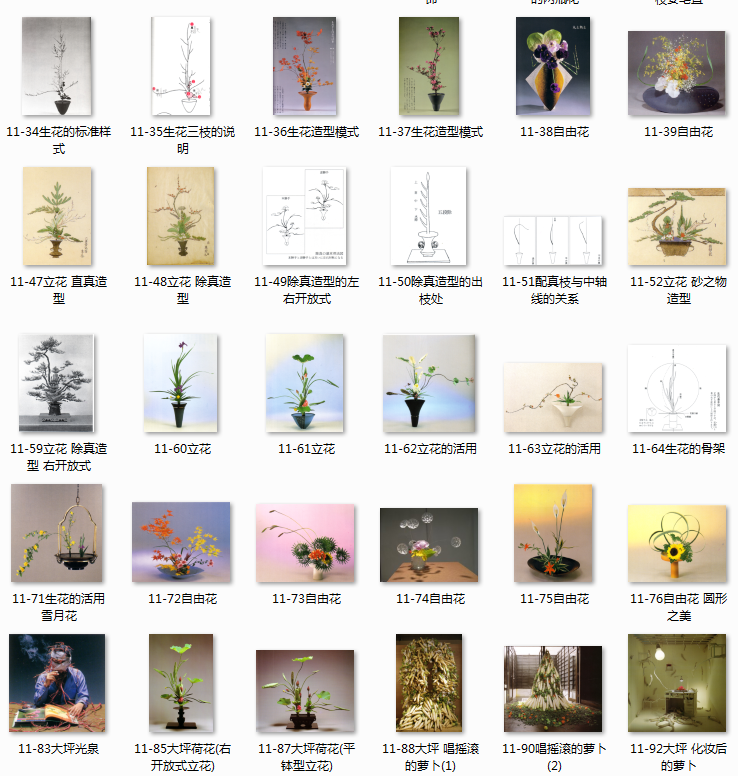 饰
的内瓶花
枝安笔直
11-34生花的标准样
式
11-35生花三枝的说
明
11-36生花造型模式
11-37生花造型模式
11-38自由花
11-39自由花
11-47立花 直真造
型
11-48立花 除真造
型
11-49除真造型的左
右开放式
11-50除真造型的出
枝处
11-51配真枝与中轴
线的关系
11-52立花 砂之物
造型
11-59立花 除真造
型 右开放式
11-60立花
11-61立花
11-62立花的活用
11-63立花的活用
11-64生花的骨架
11-71生花的活用
雪月花
11-72自由花
11-73自由花
11-74自由花
11-75自由花
11-76自由花 圆形
之美
11-83大坪光泉
11-85大坪荷花(右
开放式立花)
11-87大坪荷花(平
钵型立花)
11-88大坪 唱摇滚
的萝卜(1)
11-90唱摇滚的萝卜
(2)
11-92大坪 化妆后
的萝卜